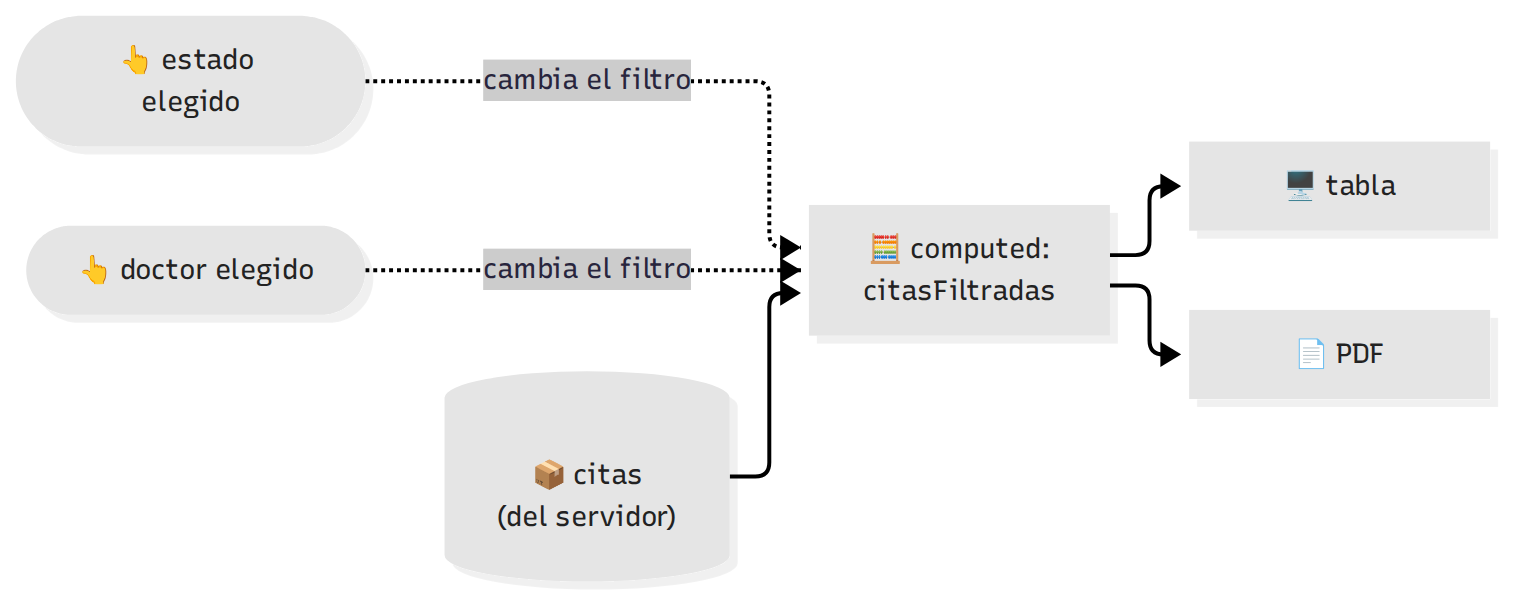 👆 estado
elegido
cambia el filtro
👆 doctor elegido
cambia el filtro
📦 citas
(del servidor)
🧮 computed:
citasFiltradas
🖥️ tabla
📄 PDF